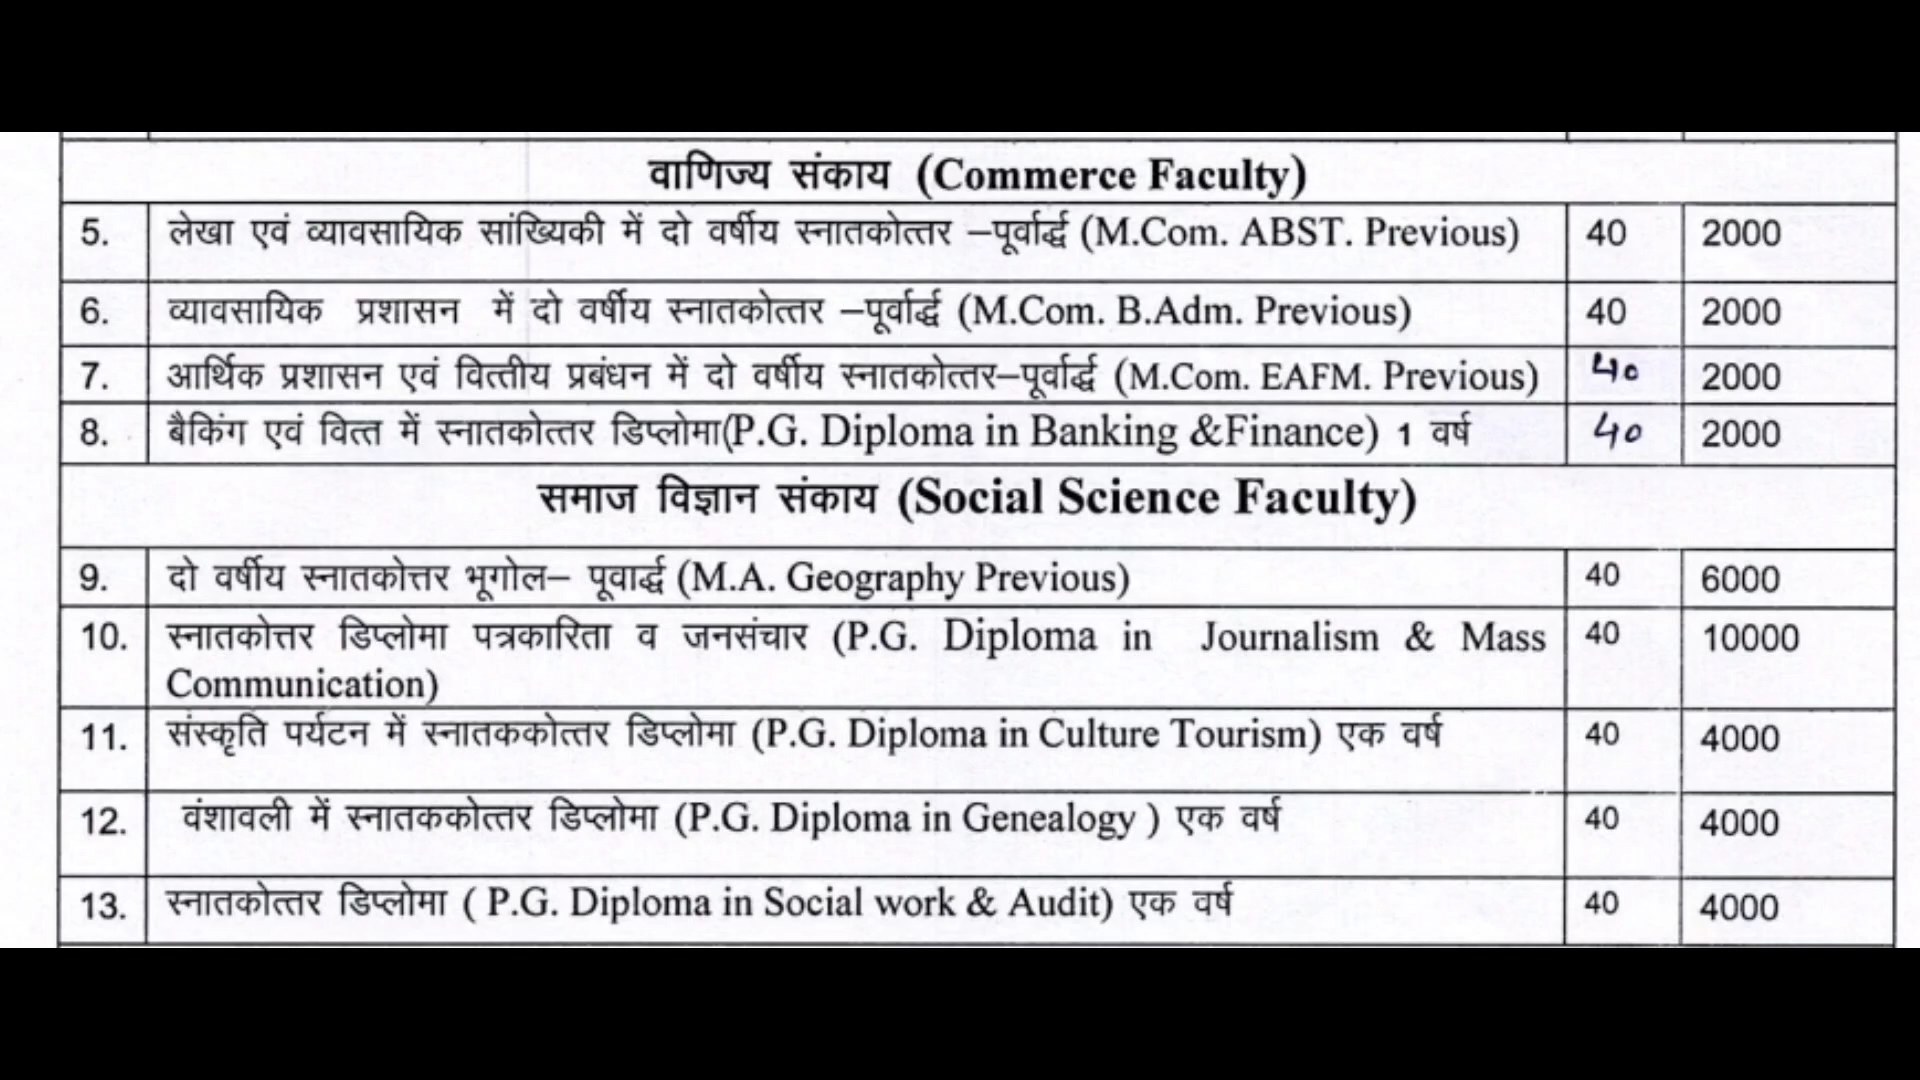 वाणिज्य संकाय (Commerce Faculty)
5. लेखा एवं व्यावसायिक सांख्यिकी में दो वर्षीय स्नातकोत्तर –पूर्वार्द्ध (M.Com. ABST. Previous) 40 2000
6. व्यावसायिक प्रशासन में दो वर्षीय स्नातकोत्तर –पूर्वार्द्ध (M.Com. B.Adm. Previous) 40 2000
7. आर्थिक प्रशासन एवं वित्तीय प्रबंधन में दो वर्षीय स्नातकोत्तर–पूर्वार्द्ध (M.Com. EAFM. Previous) 40 2000
8. बैकिंग एवं वित्त में स्नातकोत्तर डिप्लोमा(P.G. Diploma in Banking &Finance) 1 वर्ष 40 2000
समाज विज्ञान संकाय (Social Science Faculty)
9. दो वर्षीय स्नातकोत्तर भूगोल– पूवार्द्ध (M.A. Geography Previous) 40 6000
10. स्नातकोत्तर डिप्लोमा पत्रकारिता व जनसंचार (P.G. Diploma in Journalism & Mass 40 10000
Communication)
11. संस्कृति पर्यटन में स्नातककोत्तर डिप्लोमा (P.G. Diploma in Culture Tourism) एक वर्ष 40 4000
12. वंशावली में स्नातककोत्तर डिप्लोमा (P.G. Diploma in Genealogy ) एक वर्ष 40 4000
13. स्नातकोत्तर डिप्लोमा ( P.G. Diploma in Social work & Audit) एक वर्ष 40 4000